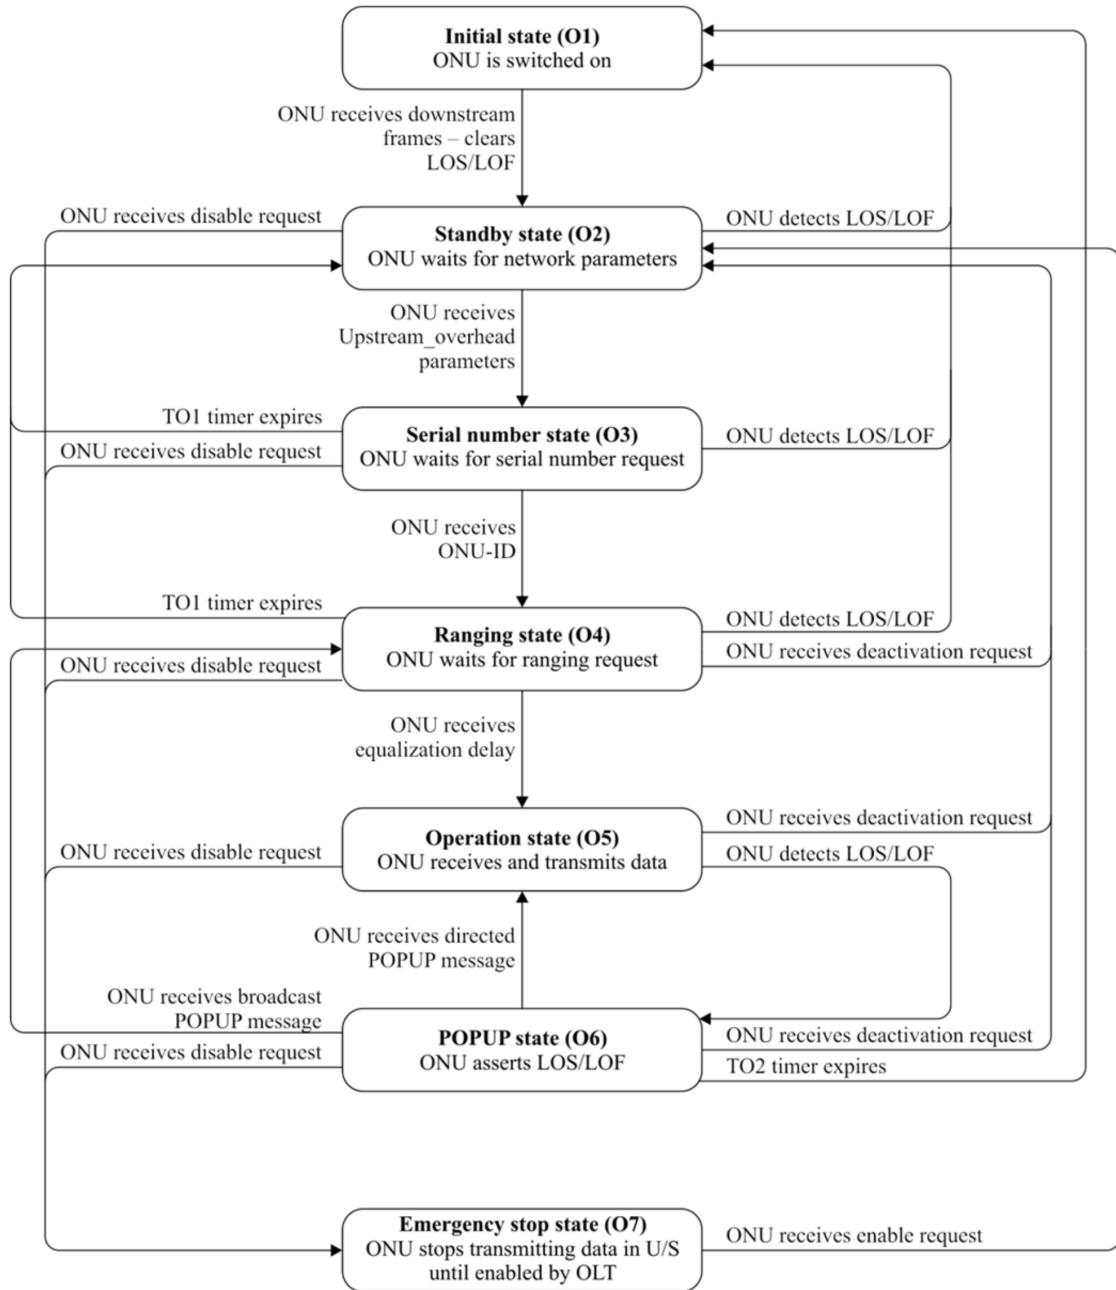 Initial state (O1)
ONU is switched on
ONU receives downstream
frames – clears
LOS/LOF
ONU receives disable request
Standby state (O2)
ONU waits for network parameters
ONU detects LOS/LOF
ONU receives
Upstream_overhead
parameters
TO1 timer expires
ONU receives disable request
Serial number state (O3)
ONU waits for serial number request
ONU detects LOS/LOF
ONU receives
ONU-ID
TO1 timer expires
ONU receives disable request
Ranging state (O4)
ONU waits for ranging request
ONU detects LOS/LOF
ONU receives deactivation request
ONU receives
equalization delay
ONU receives disable request
Operation state (O5)
ONU receives and transmits data
ONU receives deactivation request
ONU detects LOS/LOF
ONU receives directed
POPUP message
ONU receives broadcast
POPUP message
ONU receives disable request
POPUP state (O6)
ONU asserts LOS/LOF
ONU receives deactivation request
TO2 timer expires
Emergency stop state (O7)
ONU stops transmitting data in U/S
until enabled by OLT
ONU receives enable request